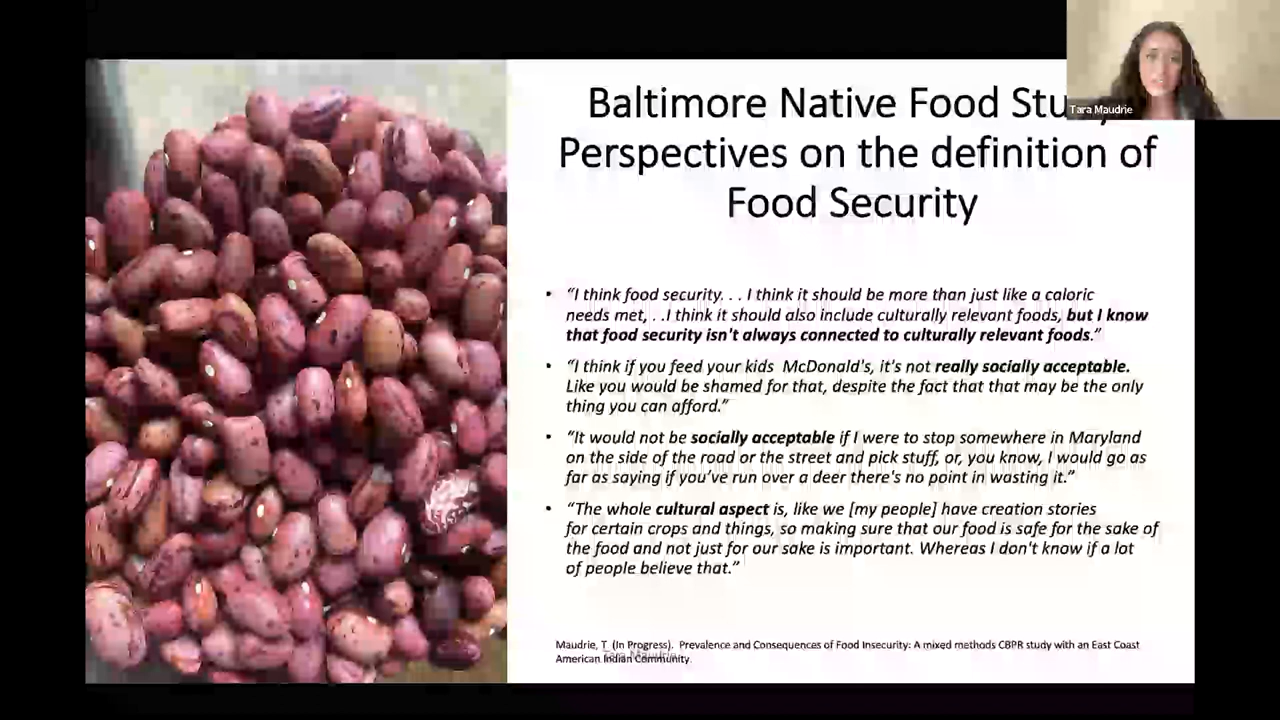 Tara Maudrie
Baltimore Native Food
Perspectives on the definition of
Food Security
• “I think food security. . . I think it should be more than just like a caloric
needs met, . .I think it should also include culturally relevant foods, but I know
that food security isn't always connected to culturally relevant foods.”
• “I think if you feed your kids McDonald's, it's not really socially acceptable.
Like you would be shamed for that, despite the fact that that may be the only
thing you can afford.”
• “It would not be socially acceptable if I were to stop somewhere in Maryland
on the side of the road or the street and pick stuff, or, you know, I would go as
far as saying if you’ve run over a deer there's no point in wasting it.”
• “The whole cultural aspect is, like we [my people] have creation stories
for certain crops and things, so making sure that our food is safe for the sake of
the food and not just for our sake is important. Whereas I don't know if a lot
of people believe that.”
Maudrie, T (In Progress). Prevalence and Consequences of Food Insecurity: A mixed methods CBPR study with an East Coast
American Indian Community.
Tara Maudrie